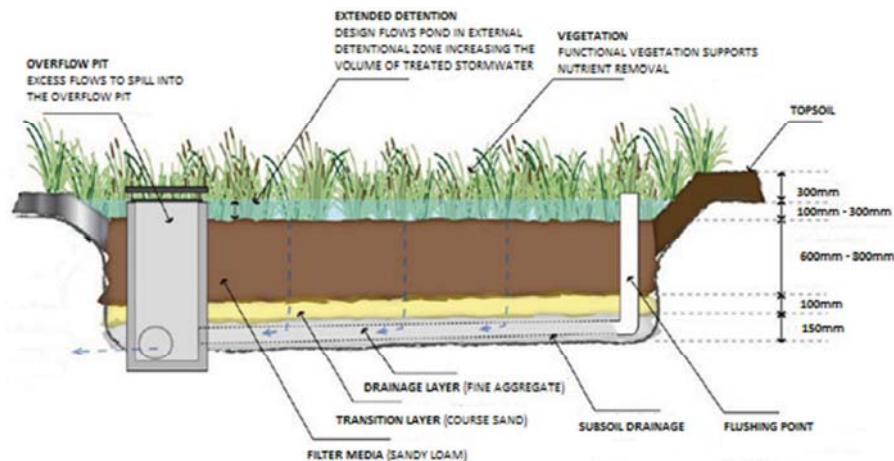 EXTENDED DETENTION
DESIGN FLOWS POND IN EXTERNAL
DETENTIONAL ZONE INCREASING THE
VOLUME OF TREATED STORMWATER
VEGETATION
FUNCTIONAL VEGETATION SUPPORTS
NUTRIENT REMOVAL
OVERFLOW PIT
EXCESS FLOWS TO SPILL INTO
THE OVERFLOW PIT
TOPSOIL
300mm
100mm - 300mm
600mm - 800mm
100mm
150mm
DRAINAGE LAYER (FINE AGGREGATE)
TRANSITION LAYER (COURSE SAND)
SUBSOIL DRAINAGE
FLUSHING POINT
FILTER MEDIA (SANDY LOAM)